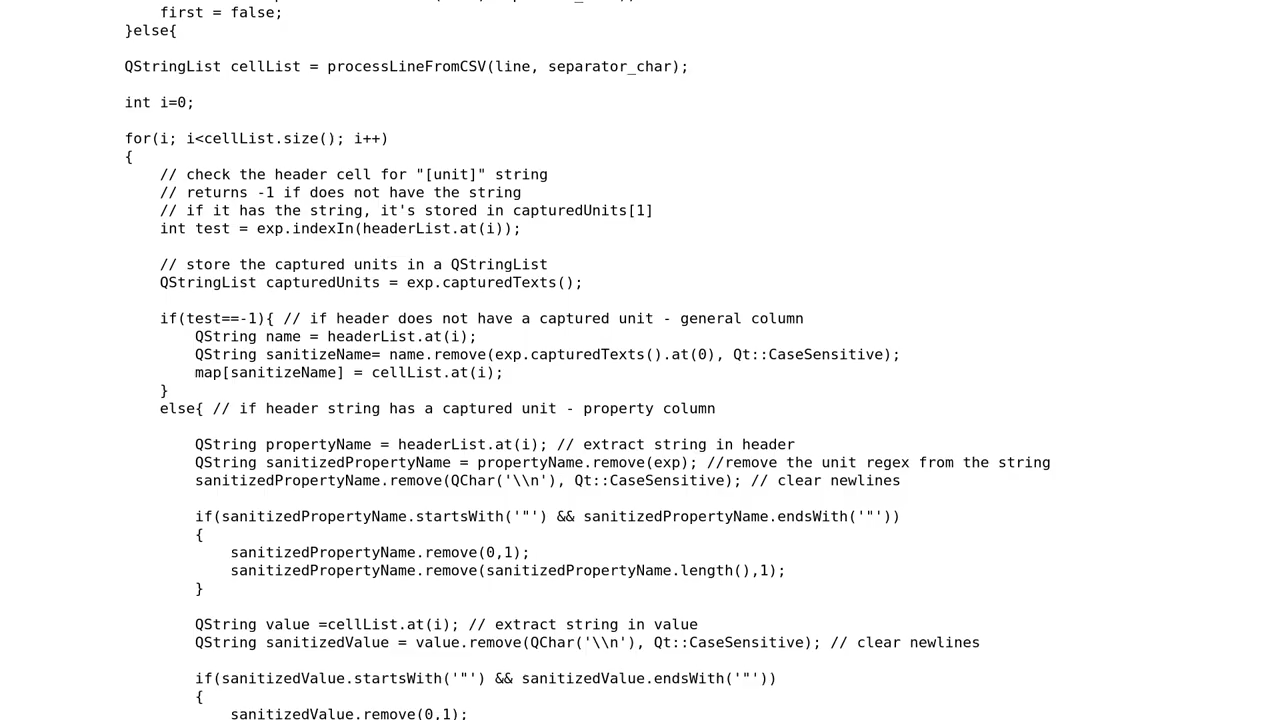 first = false;
}else{
QStringList cellList = processLineFromCSV(line, separator_char);
int i=0;
for(i; i<cellList.size(); i++)
{
// check the header cell for "[unit]" string
// returns -1 if does not have the string
// if it has the string, it's stored in capturedUnits[1]
int test = exp.indexIn(headerList.at(i));
// store the captured units in a QStringList
QStringList capturedUnits = exp.capturedTexts();
if(test==-1){ // if header does not have a captured unit - general column
QString name = headerList.at(i);
QString sanitizeName= name.remove(exp.capturedTexts().at(0), Qt::CaseSensitive);
map[sanitizeName] = cellList.at(i);
}
else{ // if header string has a captured unit - property column
QString propertyName = headerList.at(i); // extract string in header
QString sanitizedPropertyName = propertyName.remove(exp); //remove the unit regex from the string
sanitizedPropertyName.remove(QChar('\\n'), Qt::CaseSensitive); // clear newlines
if(sanitizedPropertyName.startsWith('"') && sanitizedPropertyName.endsWith('"'))
{
sanitizedPropertyName.remove(0,1);
sanitizedPropertyName.remove(sanitizedPropertyName.length(),1);
}
QString value =cellList.at(i); // extract string in value
QString sanitizedValue = value.remove(QChar('\\n'), Qt::CaseSensitive); // clear newlines
if(sanitizedValue.startsWith('"') && sanitizedValue.endsWith('"'))
{
sanitizedValue.remove(0,1);